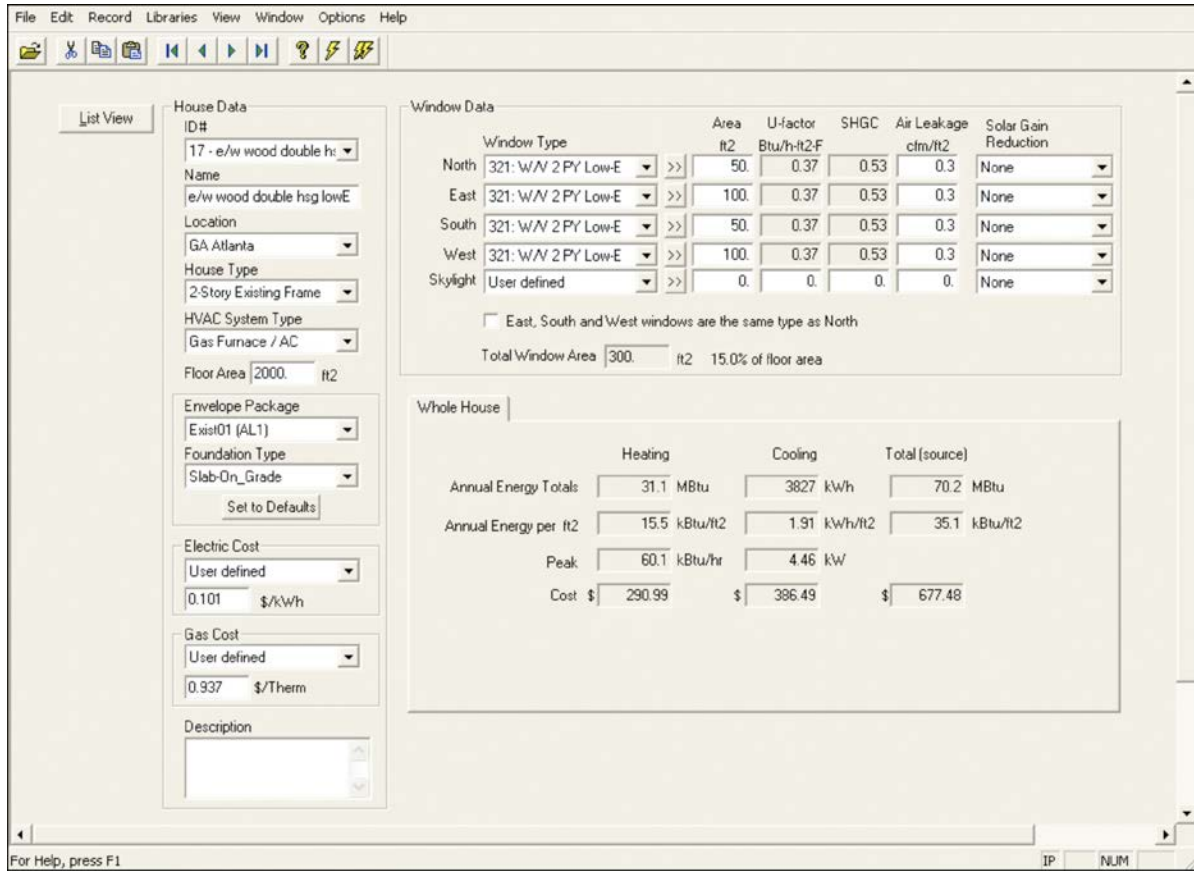 File Edit Record Libraries View Window Options Help
List View
House Data
ID#
17 - e/w wood double h
Name
e/w wood double hsg lowE
Location
GA Atlanta
House Type
2-Story Existing Frame
HVAC System Type
Gas Furnace / AC
Floor Area 2000. ft2
Envelope Package
Exist01 (AL1)
Foundation Type
Slab-On_Grade
Set to Defaults
Electric Cost
User defined
0.101 $/kWh
Gas Cost
User defined
0.937 $/Therm
Description
Window Data
Area U-factor SHGC Air Leakage Solar Gain
Window Type ft2 Btu/h-ft2-F cfm/ft2 Reduction
North 321: W/V 2 PY Low-E >> 50. 0.37 0.53 0.3 None
East 321: W/V 2 PY Low-E >> 100. 0.37 0.53 0.3 None
South 321: W/V 2 PY Low-E >> 50. 0.37 0.53 0.3 None
West 321: W/V 2 PY Low-E >> 100. 0.37 0.53 0.3 None
Skylight User defined >> 0. 0. 0. 0. None
East, South and West windows are the same type as North
Total Window Area 300. ft2 15.0% of floor area
Whole House
Heating Cooling Total (source)
Annual Energy Totals 31.1 MBtu 3827 kWh 70.2 MBtu
Annual Energy per ft2 15.5 kBtu/ft2 1.91 kWh/ft2 35.1 kBtu/ft2
Peak 60.1 kBtu/hr 4.46 kW
Cost $ 290.99 $ 386.49 $ 677.48
For Help, press F1 IP NUM